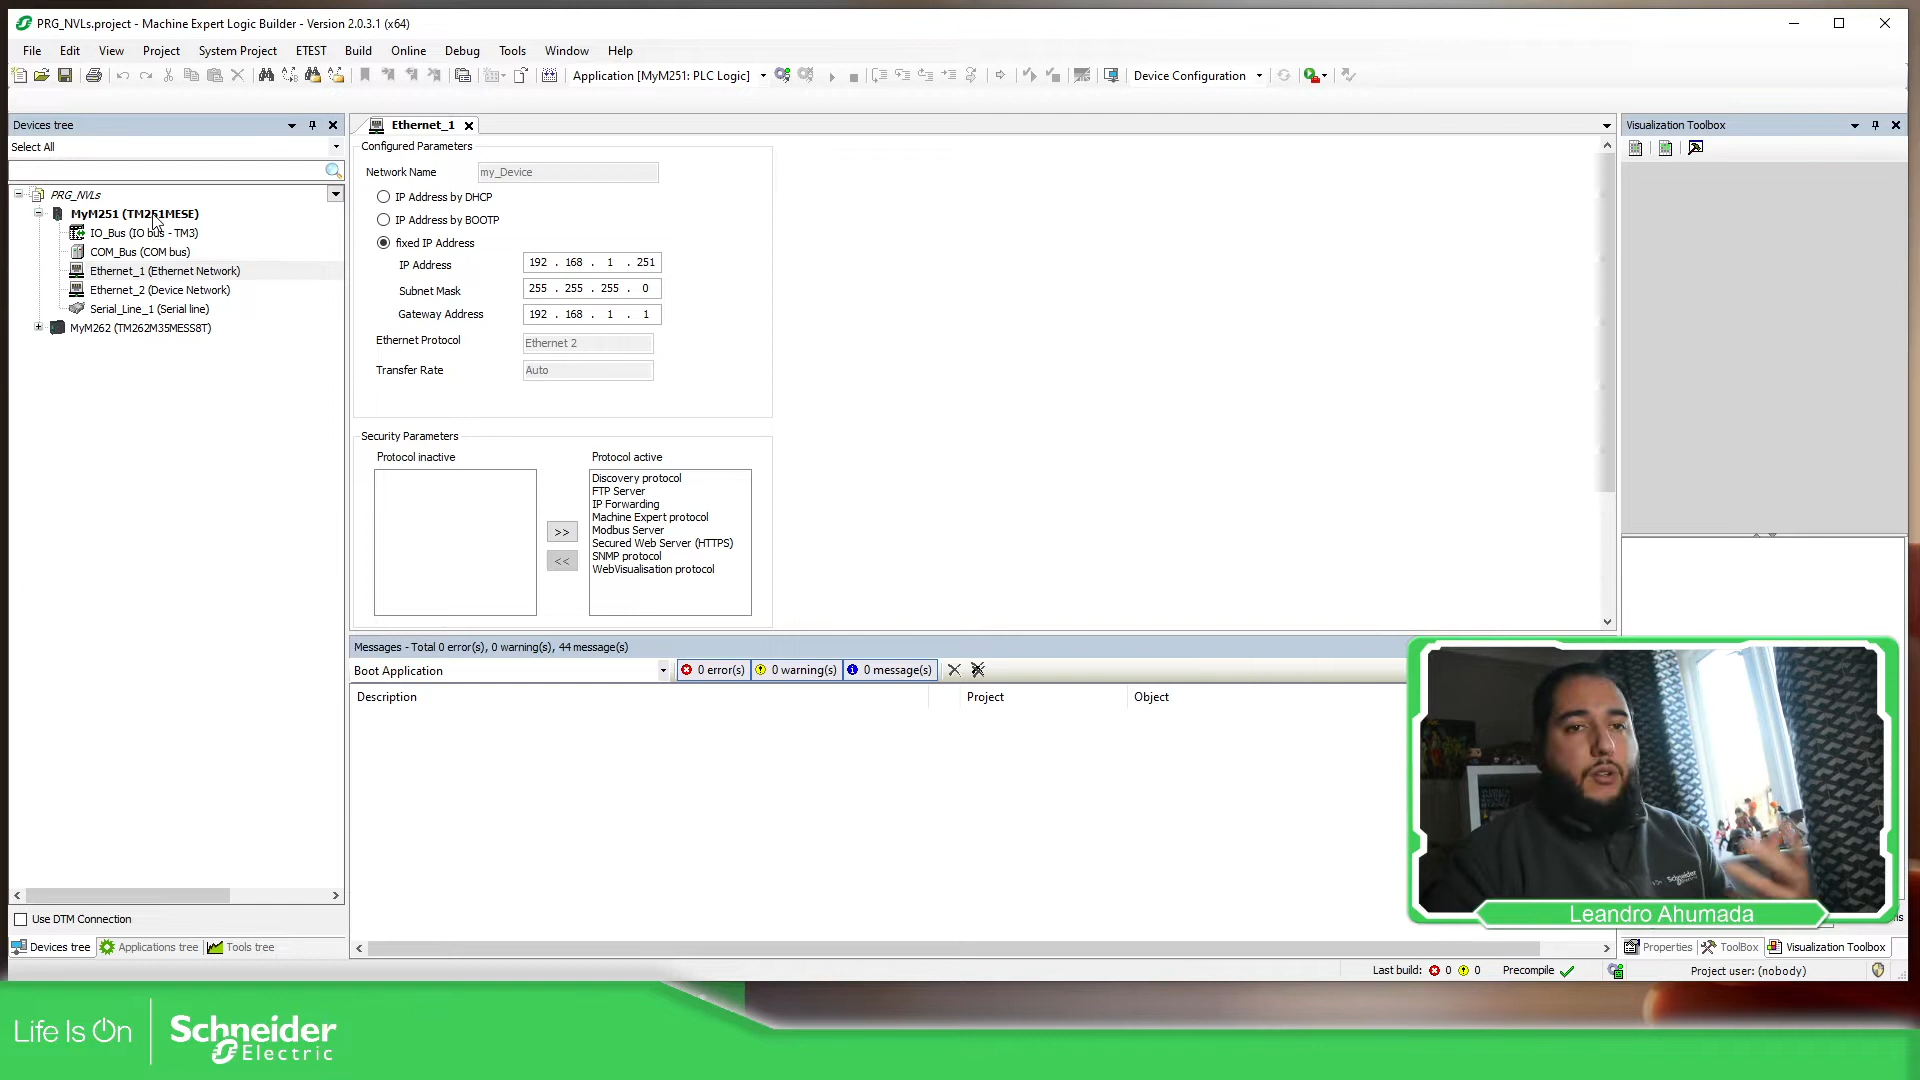 PRG_NVLs.project - Machine Expert Logic Builder - Version 2.0.3.1 (x64)
File Edit View Project System Project ETEST Build Online Debug Tools Window Help
Application [MyM251: PLC Logic]
Device Configuration
Devices tree
Select All
PRG_NVLs
MyM251 (TM251MESE)
IO_Bus (IO bus - TM3)
COM_Bus (COM bus)
Ethernet_1 (Ethernet Network)
Ethernet_2 (Device Network)
Serial_Line_1 (Serial line)
MyM262 (TM262M35MESS8T)
Use DTM Connection
Devices tree Applications tree Tools tree
Ethernet_1
Configured Parameters
Network Name my_Device
IP Address by DHCP
IP Address by BOOTP
fixed IP Address
IP Address 192 . 168 . 1 . 251
Subnet Mask 255 . 255 . 255 . 0
Gateway Address 192 . 168 . 1 . 1
Ethernet Protocol Ethernet 2
Transfer Rate Auto
Security Parameters
Protocol inactive Protocol active
Discovery protocol
FTP Server
IP Forwarding
Machine Expert protocol
Modbus Server
Secured Web Server (HTTPS)
SNMP protocol
WebVisualisation protocol
>>
<<
Messages - Total 0 error(s), 0 warning(s), 44 message(s)
Boot Application 0 error(s) 0 warning(s) 0 message(s)
Description Project Object
Visualization Toolbox
Schneider
Electric
Leandro Ahumada
Properties ToolBox Visualization Toolbox
Last build: 0 0 Precompile Project user: (nobody)
Life Is On
Schneider
Electric